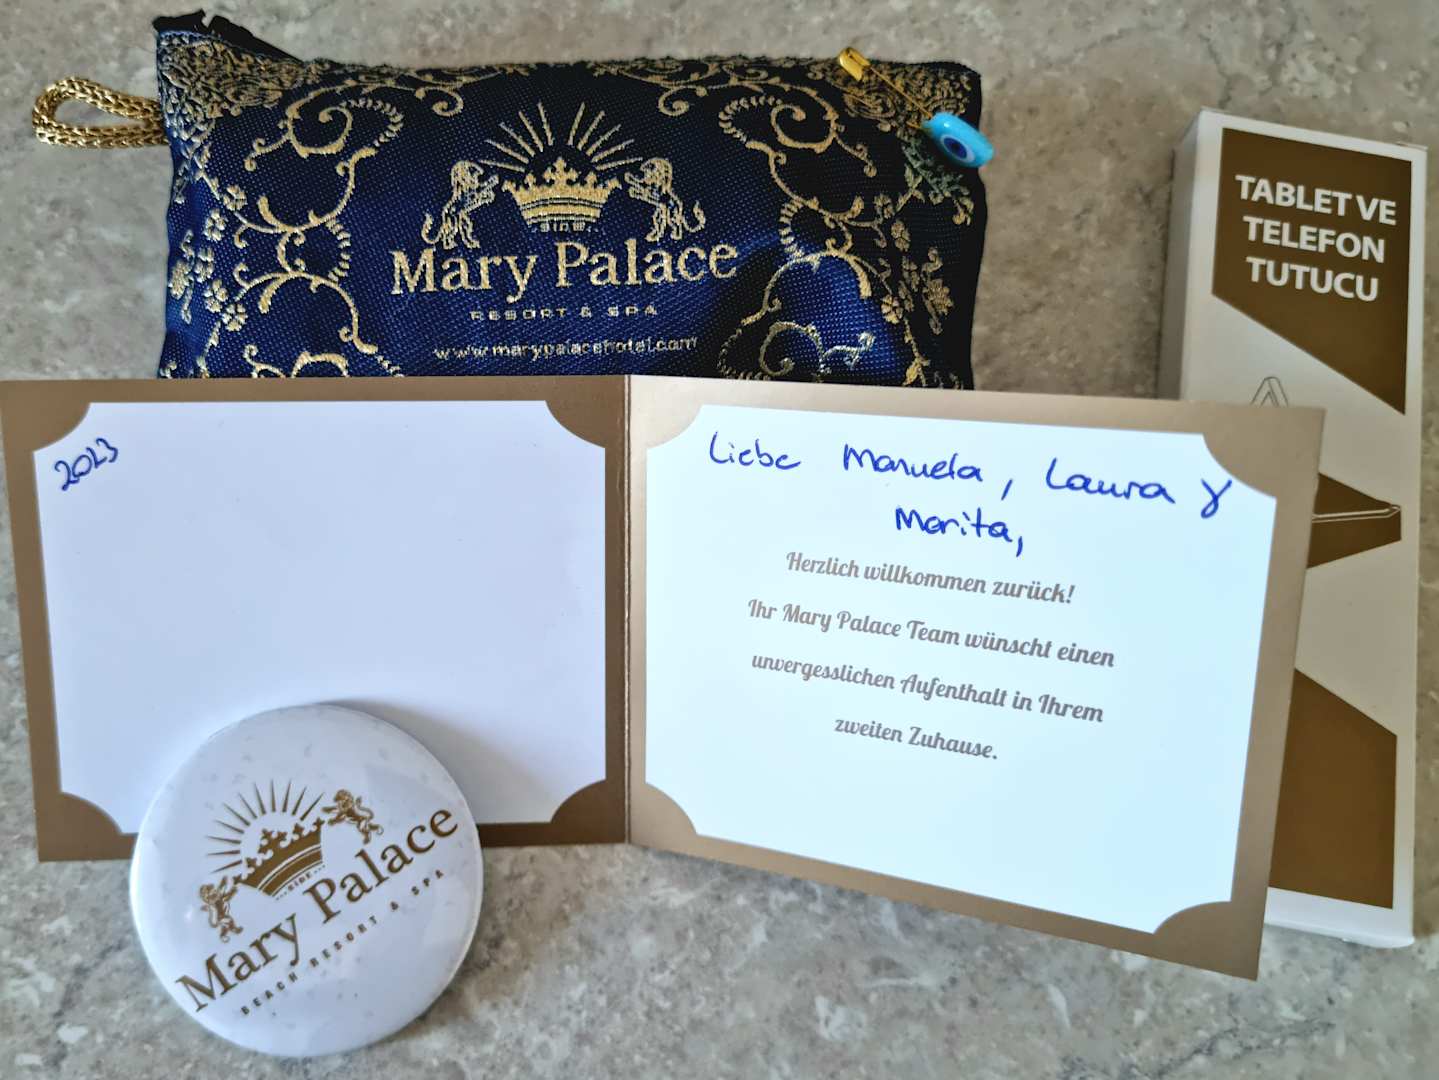 SIDE
Mary Palace
RESORT & SPA
www.marypalacehotel.com
TABLET VE
TELEFON
TUTUCU
2023
Liebe Manuela, Laura &
Marita,
Herzlich willkommen zurück!
Ihr Mary Palace Team wünscht einen
unvergesslichen Aufenthalt in Ihrem
zweiten Zuhause.
SIDE
Mary Palace
BEACH RESORT & SPA